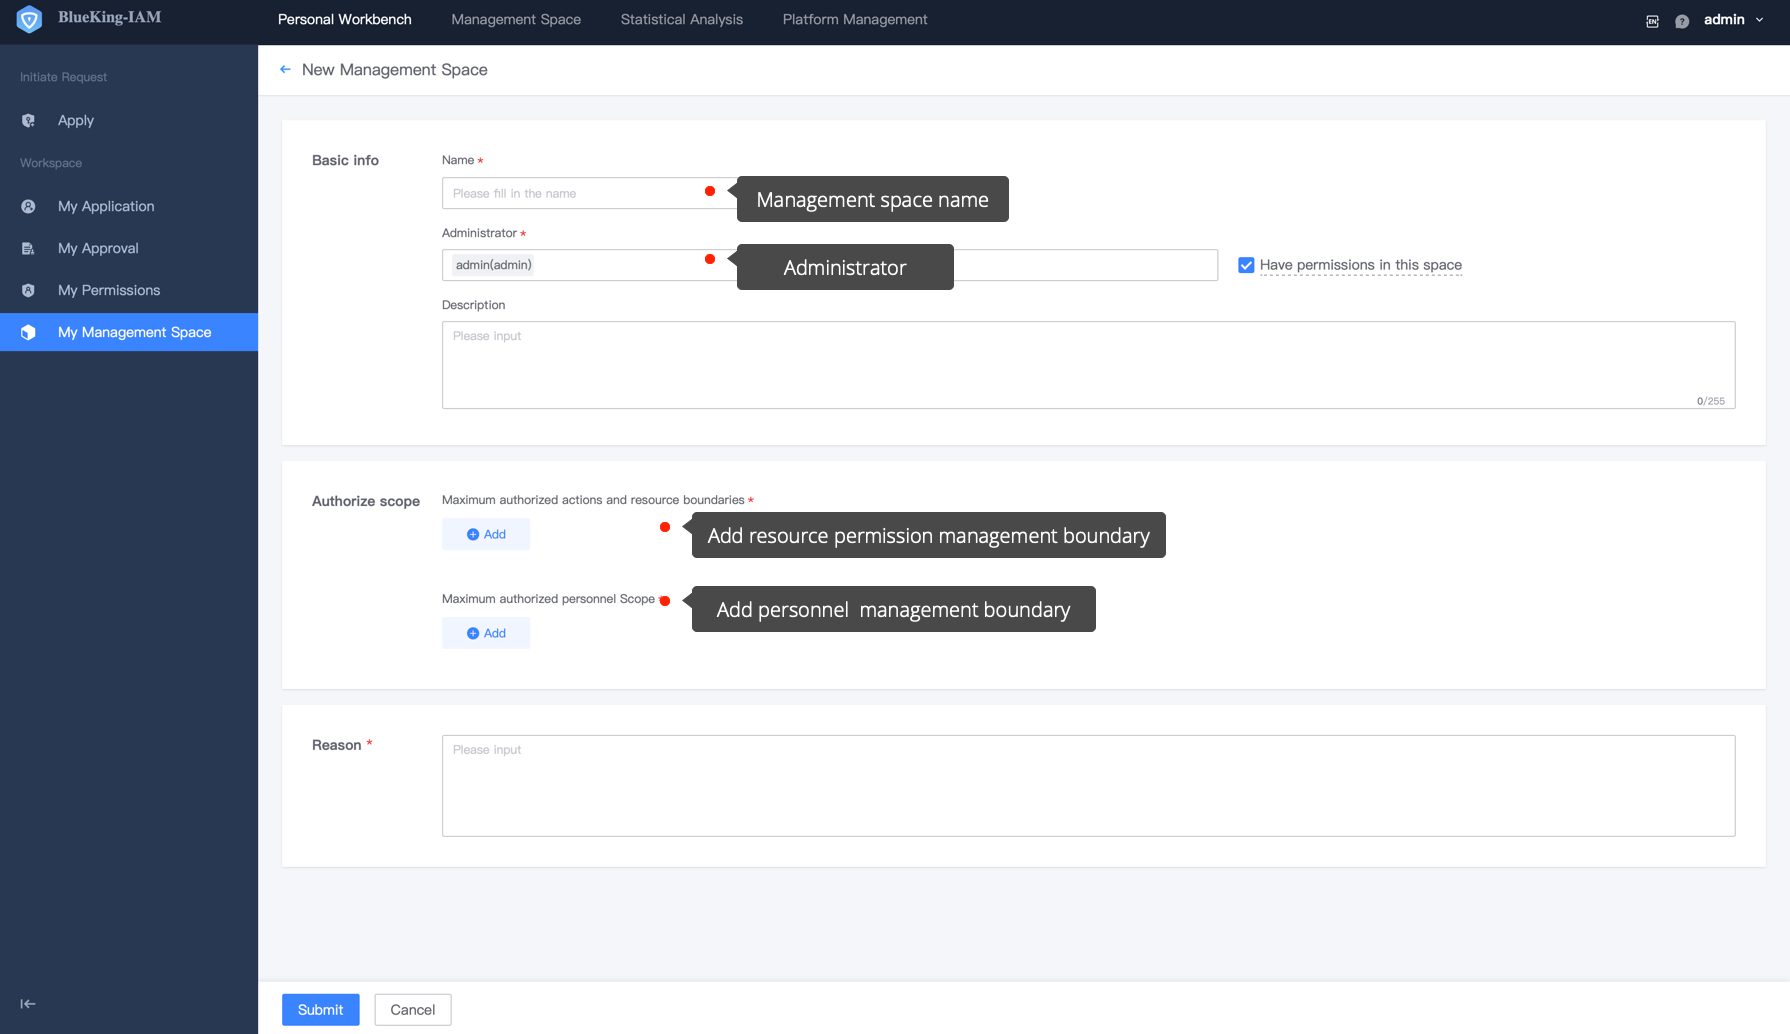 BlueKing-IAM
Personal Workbench
Management Space
Statistical Analysis
Platform Management
EN
?
admin
Initiate Request
Apply
Workspace
My Application
My Approval
My Permissions
My Management Space
New Management Space
Basic info
Name *
Please fill in the name
Management space name
Administrator *
admin(admin)
Administrator
Have permissions in this space
Description
Please input
0/255
Authorize scope
Maximum authorized actions and resource boundaries *
Add
Add resource permission management boundary
Maximum authorized personnel Scope *
Add personnel management boundary
Add
Reason *
Please input
Submit
Cancel